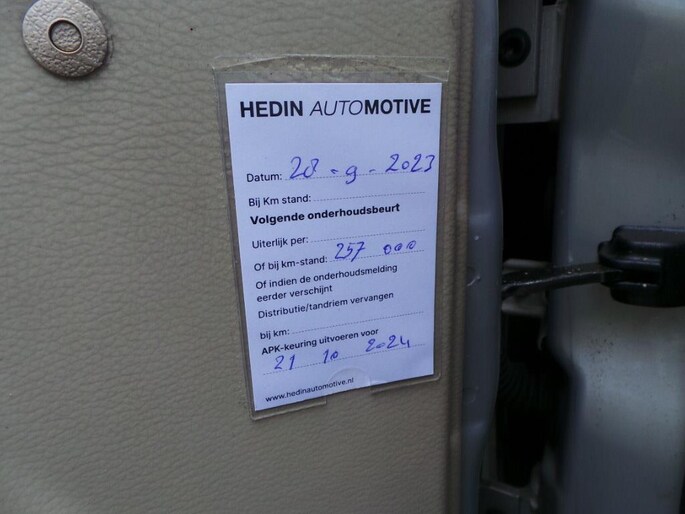 HEDIN AUTOMOTIVE
Datum: 28-9-2023
Bij Km stand:
Volgende onderhoudsbeurt
Uiterlijk per:
Of bij km-stand: 257 000
Of indien de onderhoudsmelding
eerder verschijnt
Distributie/tandriem vervangen
bij km:
APK-keuring uitvoeren voor
21 10 2024
www.hedinautomotive.nl